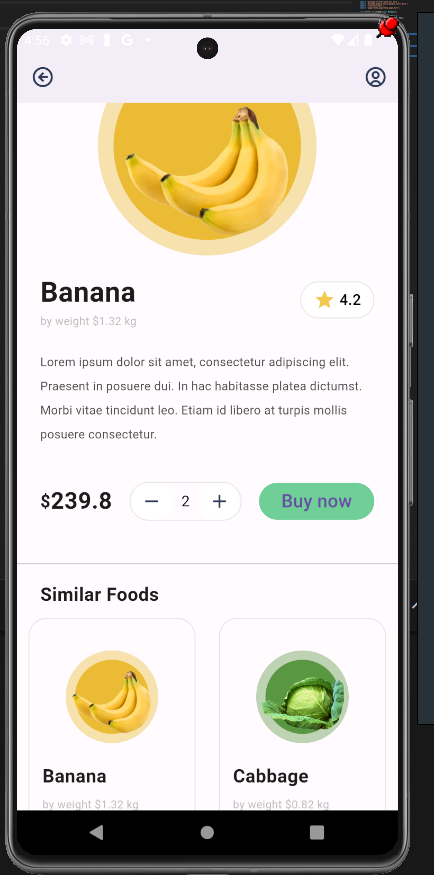 4:56
G
Banana
4.2
by weight $1.32 kg
Lorem ipsum dolor sit amet, consectetur adipiscing elit.
Praesent in posuere dui. In hac habitasse platea dictumst.
Morbi vitae tincidunt leo. Etiam id libero at turpis mollis
posuere consectetur.
$239.8 − 2 + Buy now
Similar Foods
Banana Cabbage
by weight $1.32 kg by weight $0.82 kg